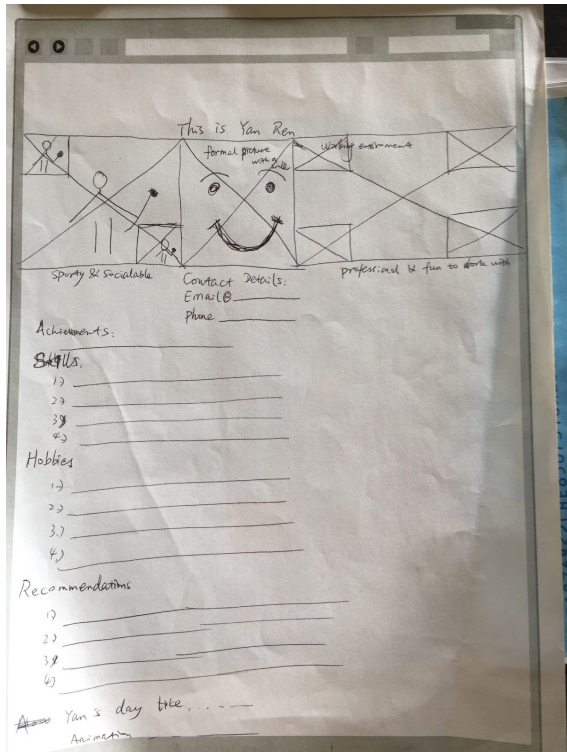 This is Yan Ren
formal picture
with a smile
working enviroment
sporty & socialable
professional & fun to work with
Contact Details:
Email@
phone
Achievements:
Skills.
1.)
2.)
3.)
4.)
Hobbies
1.)
2.)
3.)
4.)
Recommendations
1.)
2.)
3.)
4.)
Yan's day like......
Animation